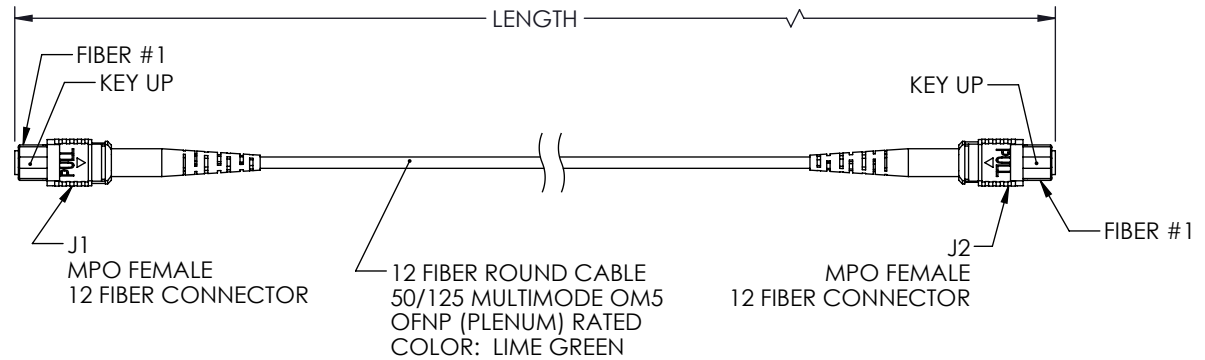 LENGTH
FIBER #1
KEY UP
KEY UP
PULL
PULL
FIBER #1
J1
MPO FEMALE
12 FIBER CONNECTOR
12 FIBER ROUND CABLE
50/125 MULTIMODE OM5
OFNP (PLENUM) RATED
COLOR: LIME GREEN
J2
MPO FEMALE
12 FIBER CONNECTOR